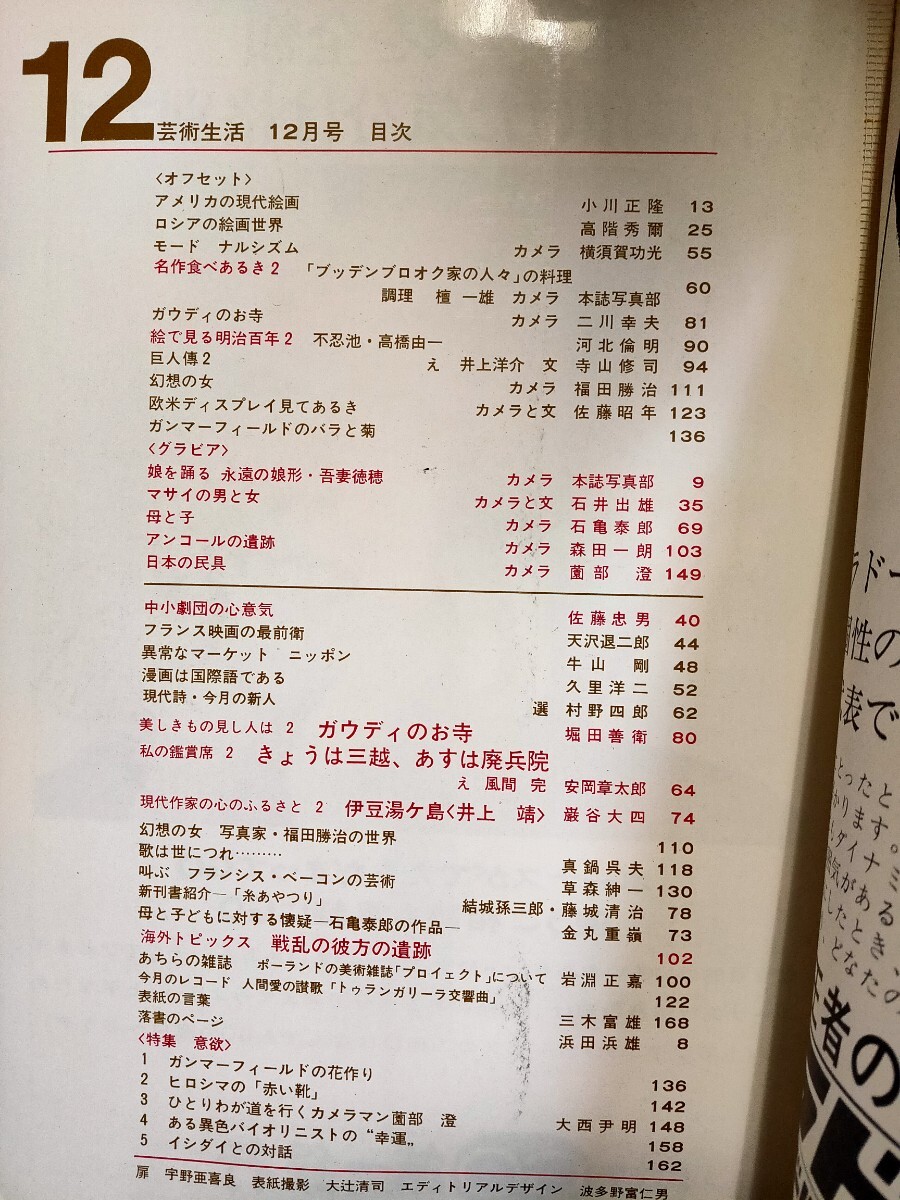 12 芸術生活 12月号 目次
〈オフセット〉
アメリカの現代絵画 小川正隆 13
ロシアの絵画世界 高階秀爾 25
モード ナルシズム カメラ 横須賀功光 55
名作食べあるき2 「ブッデンブロオク家の人々」の料理
調理 檀一雄 カメラ 本誌写真部 60
ガウディのお寺 カメラ 二川幸夫 81
絵で見る明治百年2 不忍池・高橋由一 河北倫明 90
巨人傳2 え 井上洋介 文 寺山修司 94
幻想の女 カメラ 福田勝治 111
欧米ディスプレイ見てあるき カメラと文 佐藤昭年 123
ガンマーフィールドのバラと菊 136
〈グラビア〉
娘を踊る 永遠の娘形・吾妻徳穂 カメラ 本誌写真部 9
マサイの男と女 カメラと文 石井出雄 35
母と子 カメラ 石亀泰郎 69
アンコールの遺跡 カメラ 森田一朗 103
日本の民具 カメラ 薗部 澄 149
中小劇団の心意気 佐藤忠男 40
フランス映画の最前衛 天沢退二郎 44
異常なマーケット ニッポン 牛山 剛 48
漫画は国際語である 久里洋二 52
現代詩・今月の新人 選 村野四郎 62
美しきもの見し人は 2 ガウディのお寺 堀田善衛 80
私の鑑賞席 2 きょうは三越、あすは廃兵院
え 風間 完 安岡章太郎 64
現代作家の心のふるさと 2 伊豆湯ケ島〈井上 靖〉 巌谷大四 74
幻想の女 写真家・福田勝治の世界 110
歌は世につれ……… 真鍋呉夫 118
叫ぶ フランシス・ベーコンの芸術 草森紳一 130
新刊書紹介―「糸あやつり」 結城孫三郎・藤城清治 78
母と子どもに対する懐疑―石亀泰郎の作品― 金丸重嶺 73
海外トピックス 戦乱の彼方の遺跡 102
あちらの雑誌 ポーランドの美術雑誌「プロイェクト」について 岩淵正嘉 100
今月のレコード 人間愛の讃歌「トゥランガリーラ交響曲」 122
表紙の言葉 三木富雄 168
落書のページ 浜田浜雄 8
〈特集 意欲〉
1 ガンマーフィールドの花作り 136
2 ヒロシマの「赤い靴」 142
3 ひとりわが道を行くカメラマン薗部 澄 大西尹明 148
4 ある異色バイオリニストの“幸運„ 158
5 イシダイとの対話 162
扉 宇野亜喜良 表紙撮影 大辻清司 エディトリアルデザイン 波多野富仁男